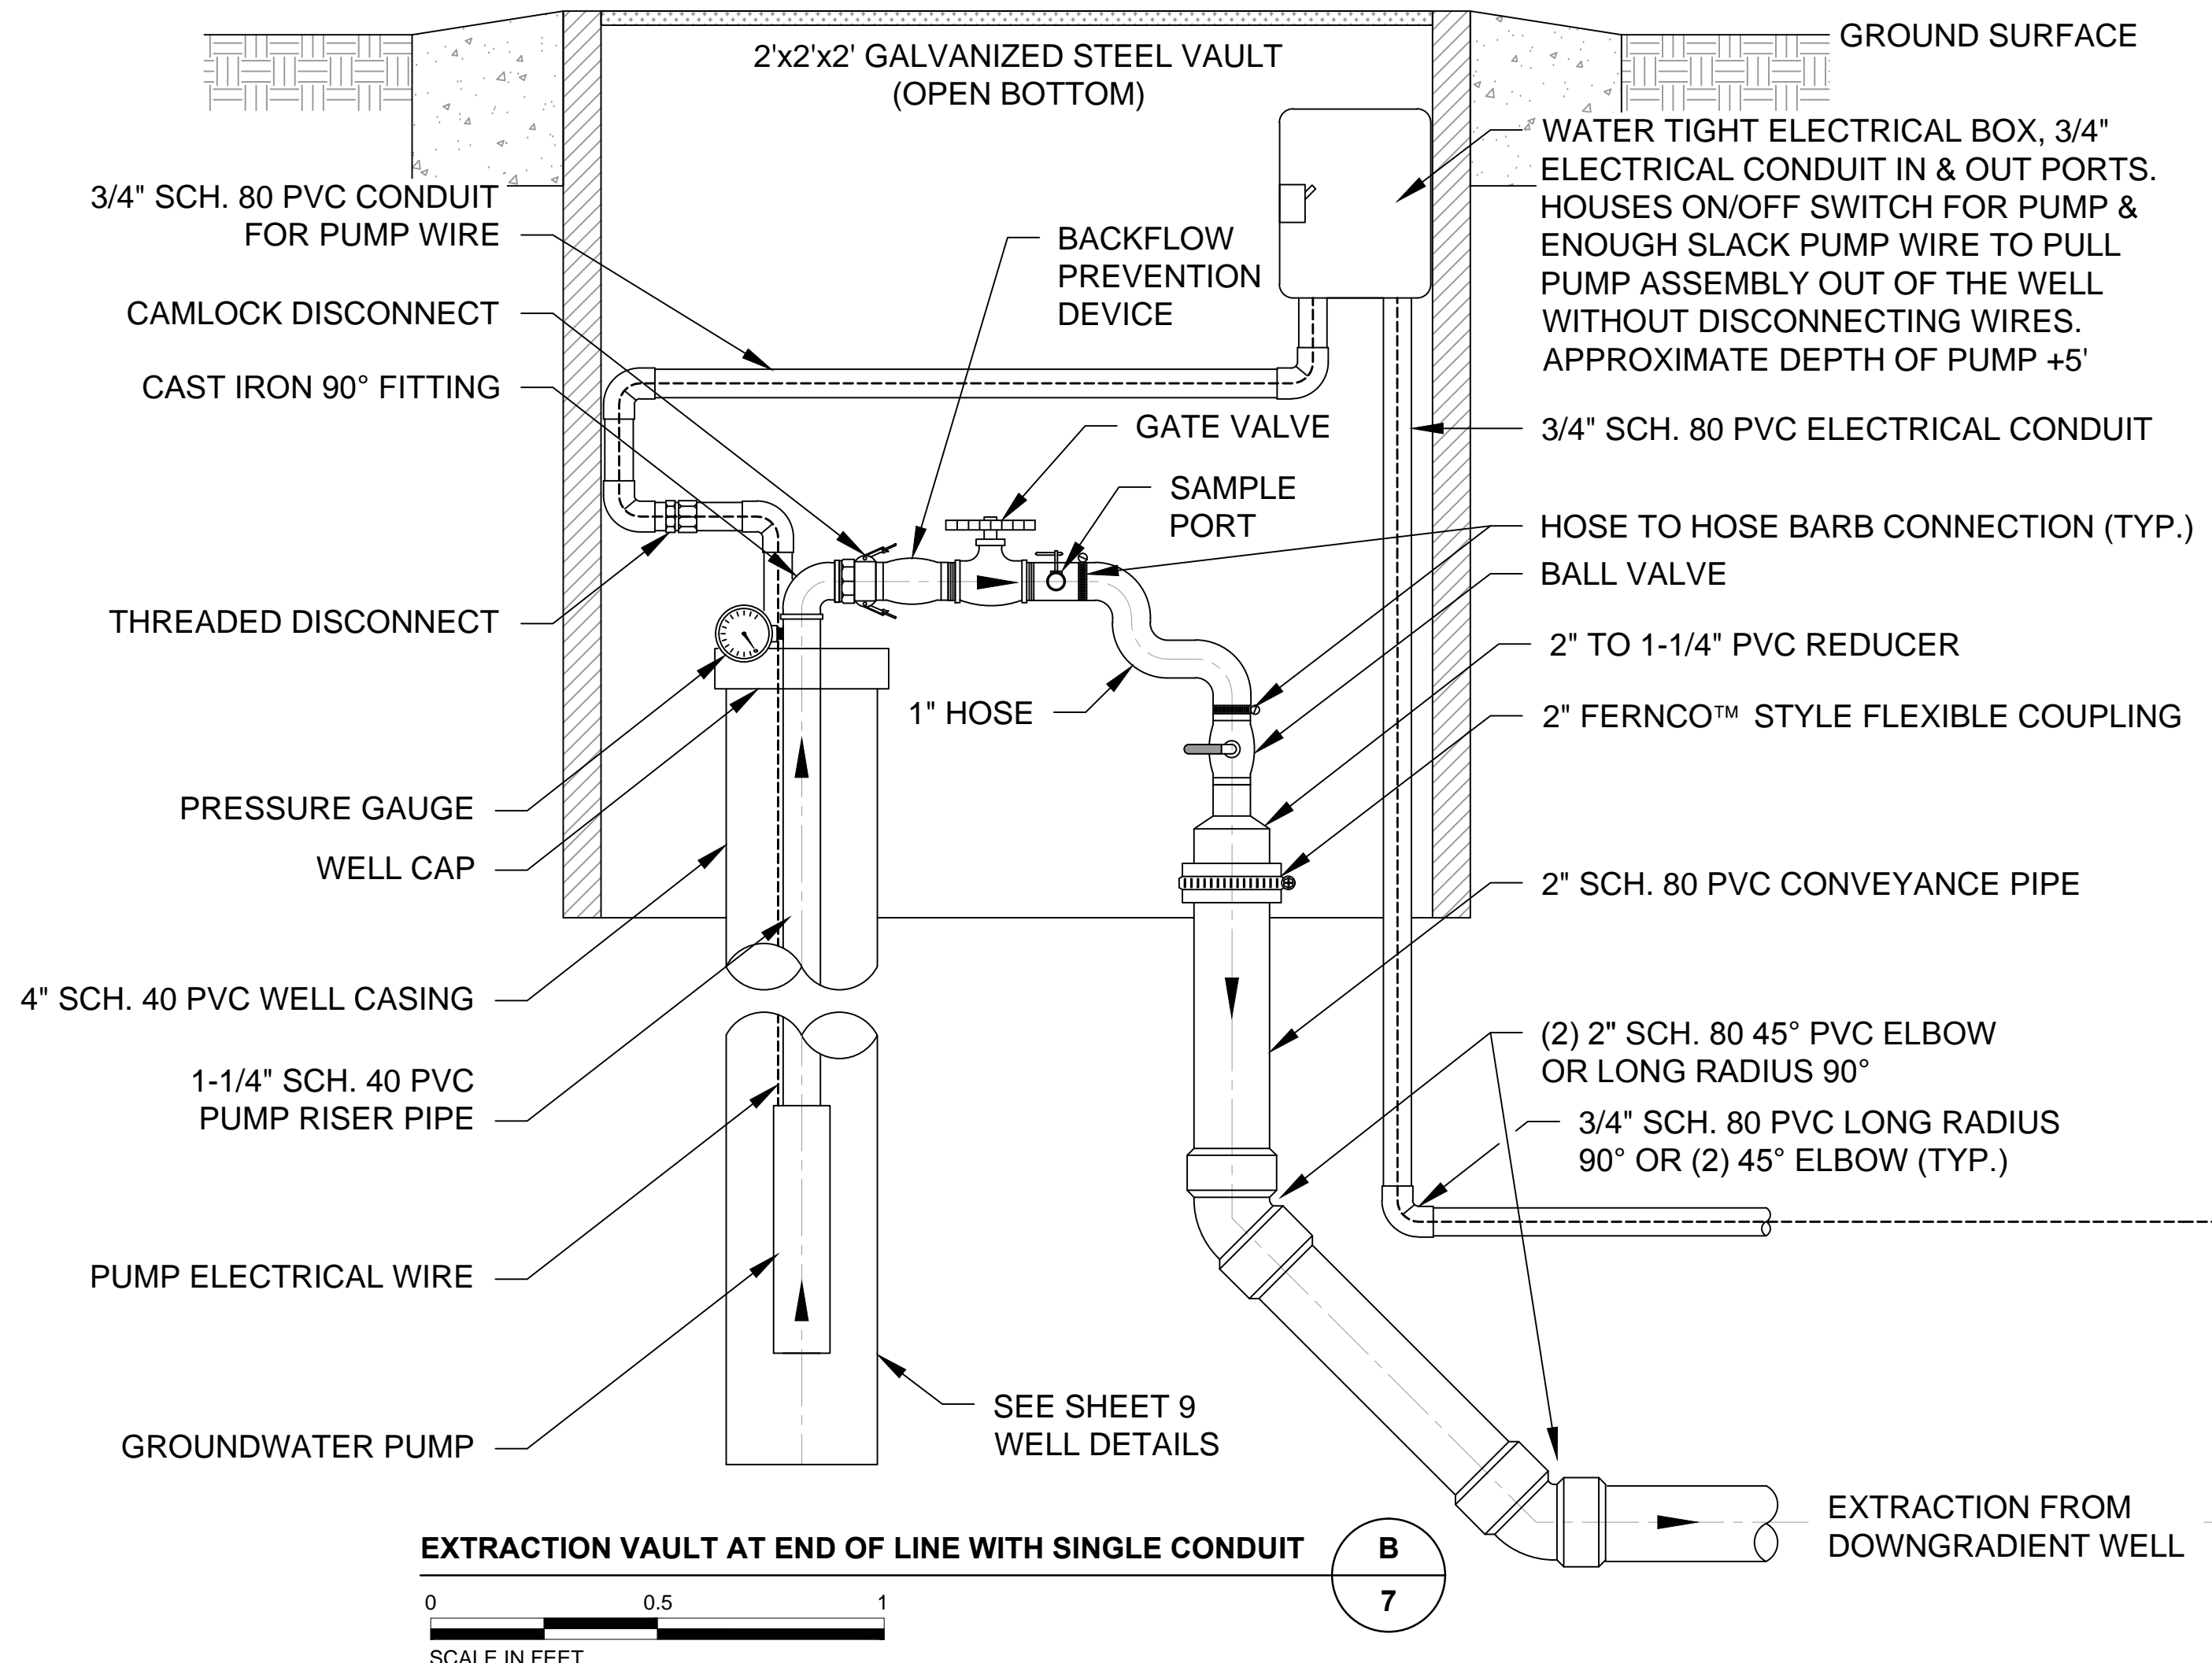 GROUND SURFACE
2'x2'x2' GALVANIZED STEEL VAULT
(OPEN BOTTOM)
3/4" SCH. 80 PVC CONDUIT
FOR PUMP WIRE
CAMLOCK DISCONNECT
CAST IRON 90° FITTING
THREADED DISCONNECT
PRESSURE GAUGE
WELL CAP
4" SCH. 40 PVC WELL CASING
1-1/4" SCH. 40 PVC
PUMP RISER PIPE
PUMP ELECTRICAL WIRE
GROUNDWATER PUMP
BACKFLOW
PREVENTION
DEVICE
GATE VALVE
SAMPLE
PORT
1" HOSE
SEE SHEET 9
WELL DETAILS
WATER TIGHT ELECTRICAL BOX, 3/4"
ELECTRICAL CONDUIT IN & OUT PORTS.
HOUSES ON/OFF SWITCH FOR PUMP &
ENOUGH SLACK PUMP WIRE TO PULL
PUMP ASSEMBLY OUT OF THE WELL
WITHOUT DISCONNECTING WIRES.
APPROXIMATE DEPTH OF PUMP +5'
3/4" SCH. 80 PVC ELECTRICAL CONDUIT
HOSE TO HOSE BARB CONNECTION (TYP.)
BALL VALVE
2" TO 1-1/4" PVC REDUCER
2" FERNCO™ STYLE FLEXIBLE COUPLING
2" SCH. 80 PVC CONVEYANCE PIPE
(2) 2" SCH. 80 45° PVC ELBOW
OR LONG RADIUS 90°
3/4" SCH. 80 PVC LONG RADIUS
90° OR (2) 45° ELBOW (TYP.)
EXTRACTION FROM
DOWNGRADIENT WELL
EXTRACTION VAULT AT END OF LINE WITH SINGLE CONDUIT
B
7
0 0.5 1
SCALE IN FEET